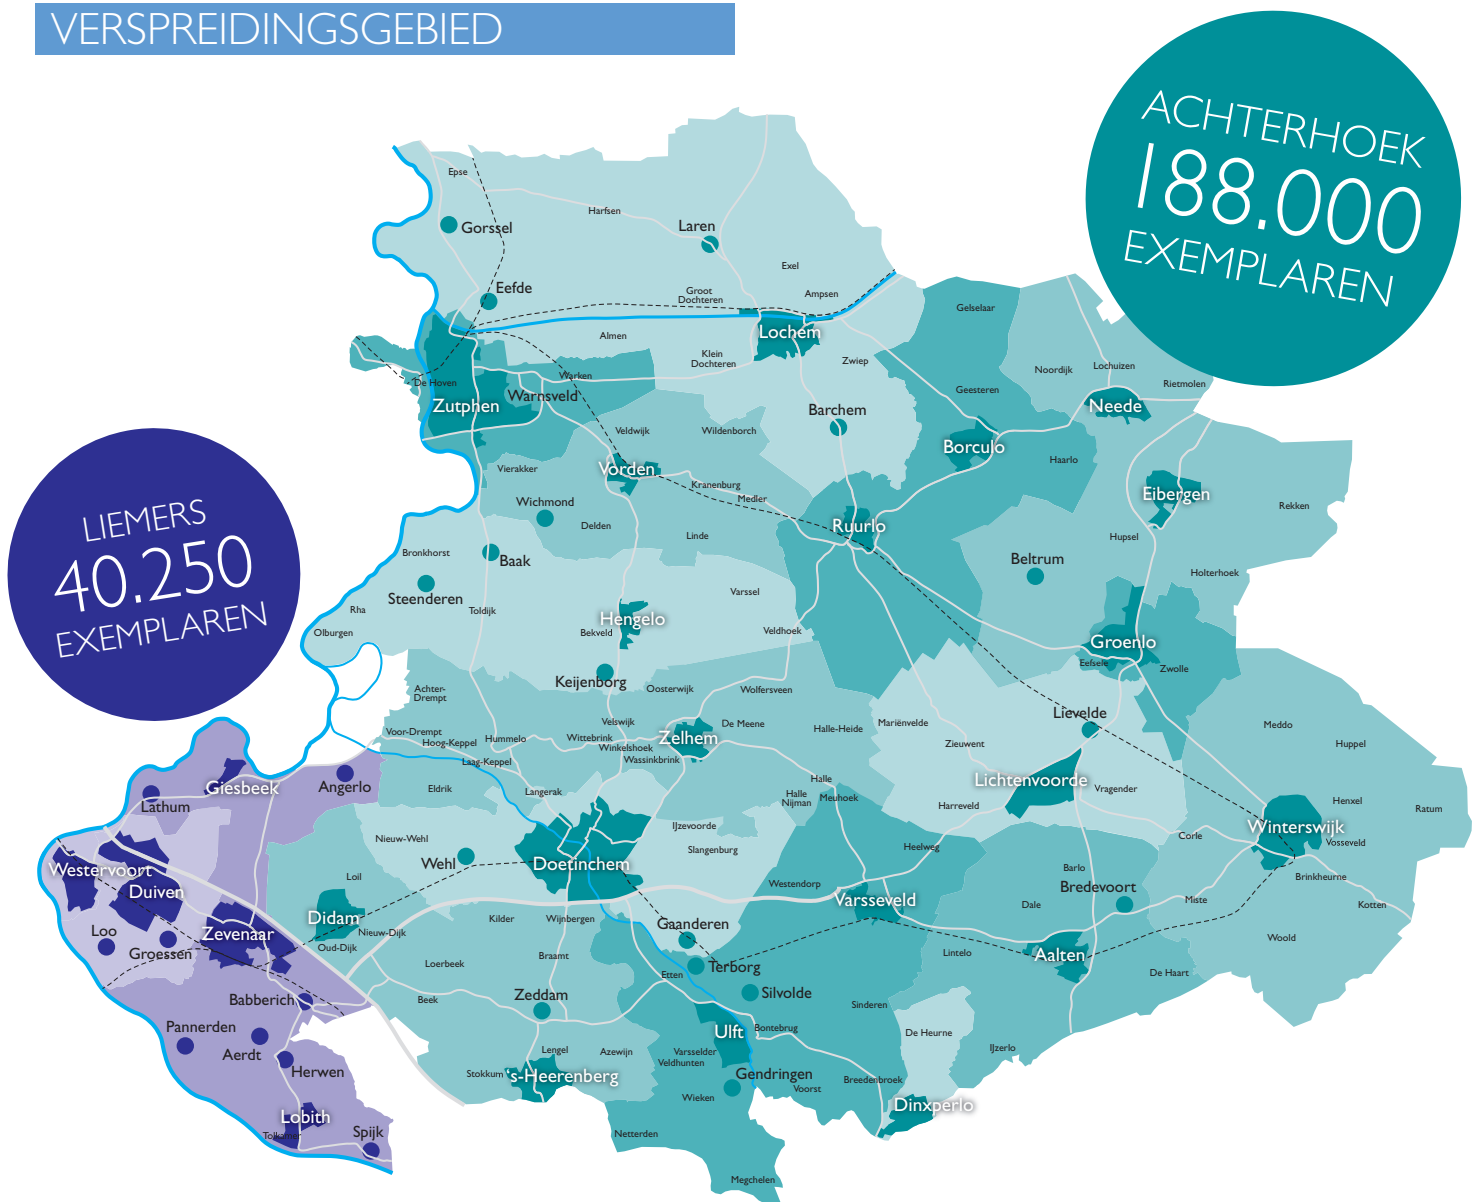 VERSPREIDINGSGEBIED
ACHTERHOEK
188.000
EXEMPLAREN
LIEMERS
40.250
EXEMPLAREN
Epse
Harfsen
Gorssel
Laren
Exel
Eefde
Groot
Dochteren
Ampsen
Gelselaar
Almen
Lochem
Klein
Dochteren
Zwiep
Noordijk
Lochuizen
Rietmolen
De Hoven
Warken
Warnsveld
Geesteren
Zutphen
Barchem
Neede
Veldwijk
Wildenborch
Borculo
Haarlo
Vierakker
Vorden
Kranenburg
Medler
Eibergen
Rekken
Wichmond
Delden
Ruurlo
Linde
Hupsel
Bronkhorst
Baak
Beltrum
Holterhoek
Steenderen
Varssel
Rha
Toldijk
Hengelo
Olburgen
Bekveld
Veldhoek
Groenlo
Eefsele
Zwolle
Keijenborg
Achter-
Drempt
Oosterwijk
Wolfersveen
Lievelde
Velswijk
De Meene
Halle-Heide
Mariënvelde
Meddo
Voor-Drempt
Hoog-Keppel
Hummelo
Wittebrink
Winkelshoek
Zelhem
Zieuwent
Huppel
Laag-Keppel
Wassinkbrink
Angerlo
Giesbeek
Eldrik
Langerak
Halle
Lichtenvoorde
Vragender
Lathum
Halle
Nijman
Meuhoek
Harreveld
Henxel
Ratum
IJzevoorde
Winterswijk
Corle
Vosseveld
Nieuw-Wehl
Slangenburg
Heelweg
Westervoort
Wehl
Doetinchem
Barlo
Brinkheurne
Loil
Westendorp
Bredevoort
Duiven
Varsseveld
Dale
Miste
Kotten
Didam
Kilder
Wijnbergen
Gaanderen
Loo
Zevenaar
Nieuw-Dijk
Oud-Dijk
Woold
Groessen
Braamt
Lintelo
Aalten
Loerbeek
Etten
Terborg
De Haart
Babberich
Beek
Zeddam
Silvolde
Sinderen
Pannerden
Ulft
Bontebrug
De Heurne
Aerdt
Lengel
Azewijn
Varsselder
Veldhunten
IJzerlo
Herwen
Stokkum
's-Heerenberg
Gendringen
Voorst
Breedenbroek
Wieken
Dinxperlo
Lobith
Tolkamer
Spijk
Netterden
Megchelen